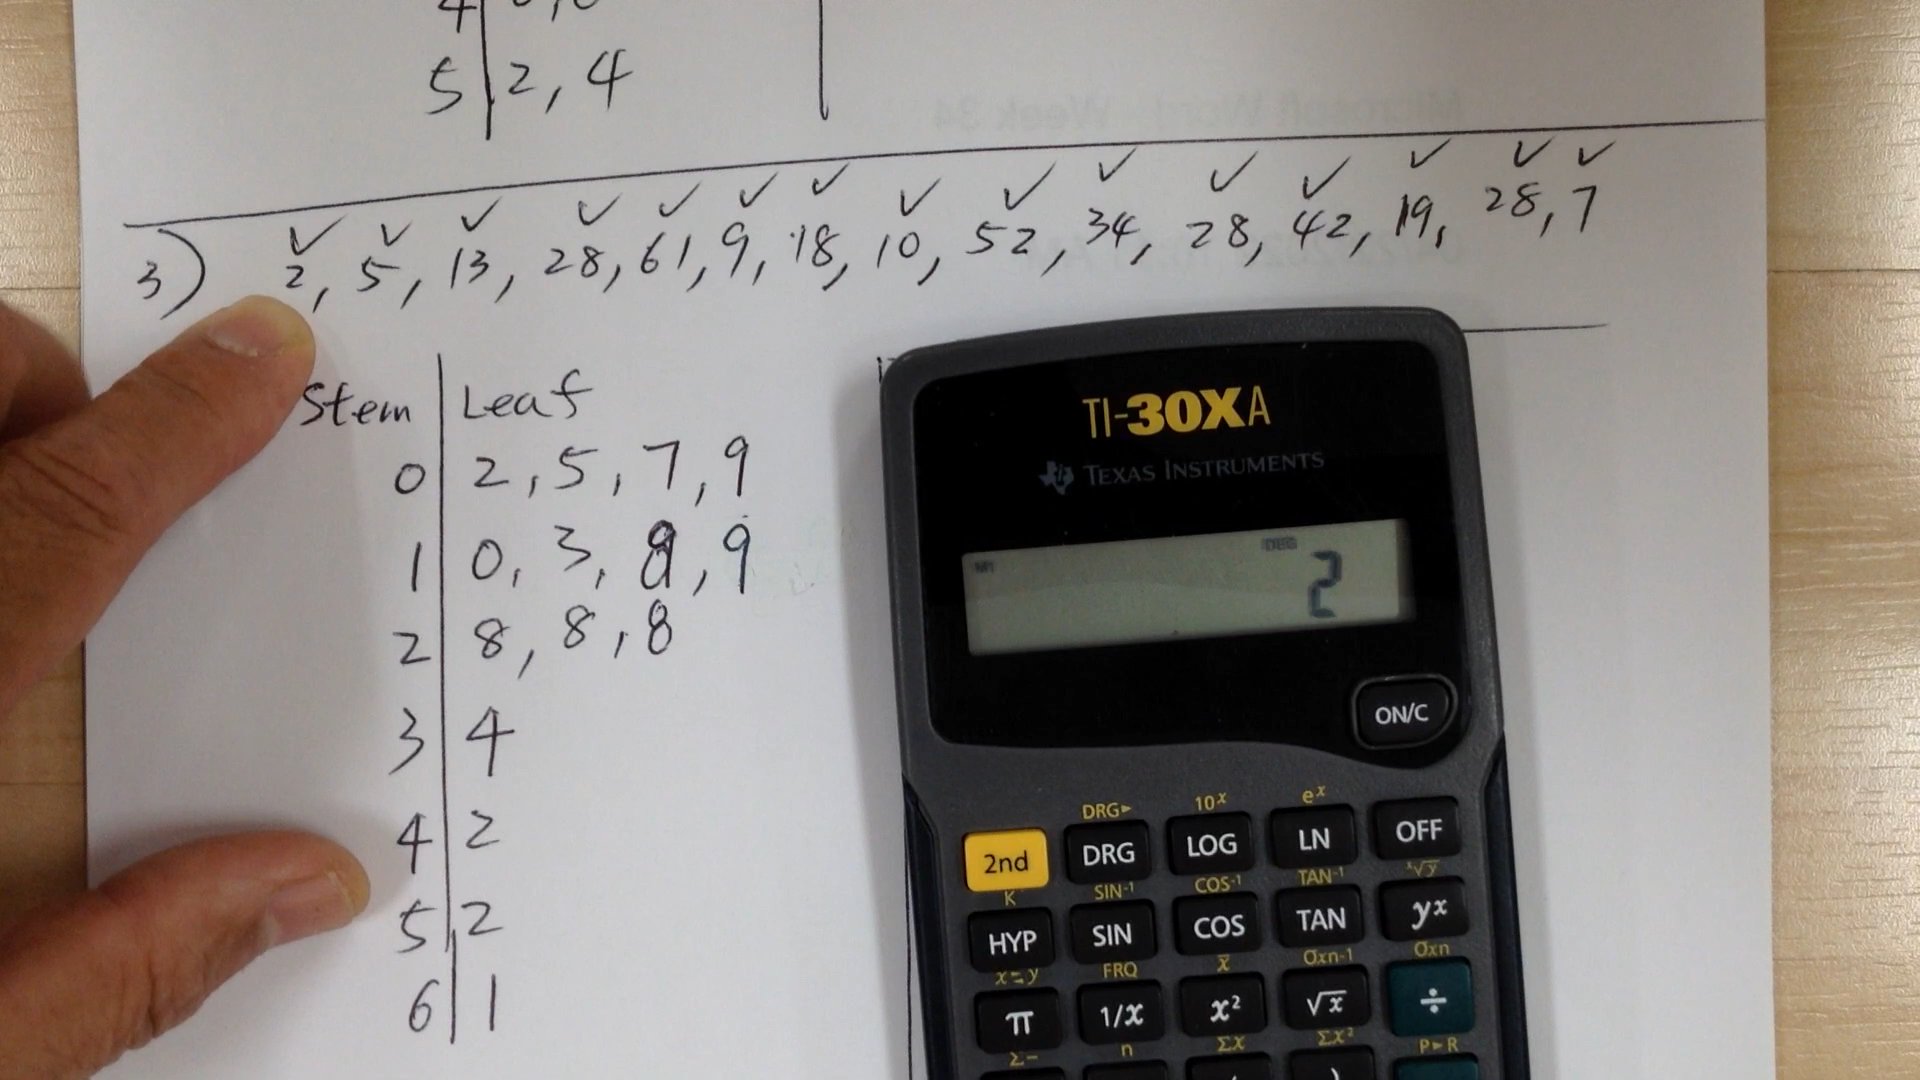 4
5 | 2, 4
3) 2, 5, 13, 28, 61, 9, 18, 10, 52, 34, 28, 42, 19, 28, 7
Stem | Leaf
0 | 2, 5, 7, 9
1 | 0, 3, 8, 9
2 | 8, 8, 8
3 | 4
4 | 2
5 | 2
6 | 1
TI-30XA
TEXAS INSTRUMENTS
M1 DEG 2
ON/C
DRG► 10ˣ eˣ
2nd DRG LOG LN OFF
K SIN⁻¹ COS⁻¹ TAN⁻¹ ˣ√y
HYP SIN COS TAN yˣ
x⇆y FRQ x̄ σxn-1 σxn
π 1/x x² √x ÷
Σ- n Σx Σx² P►R
( )